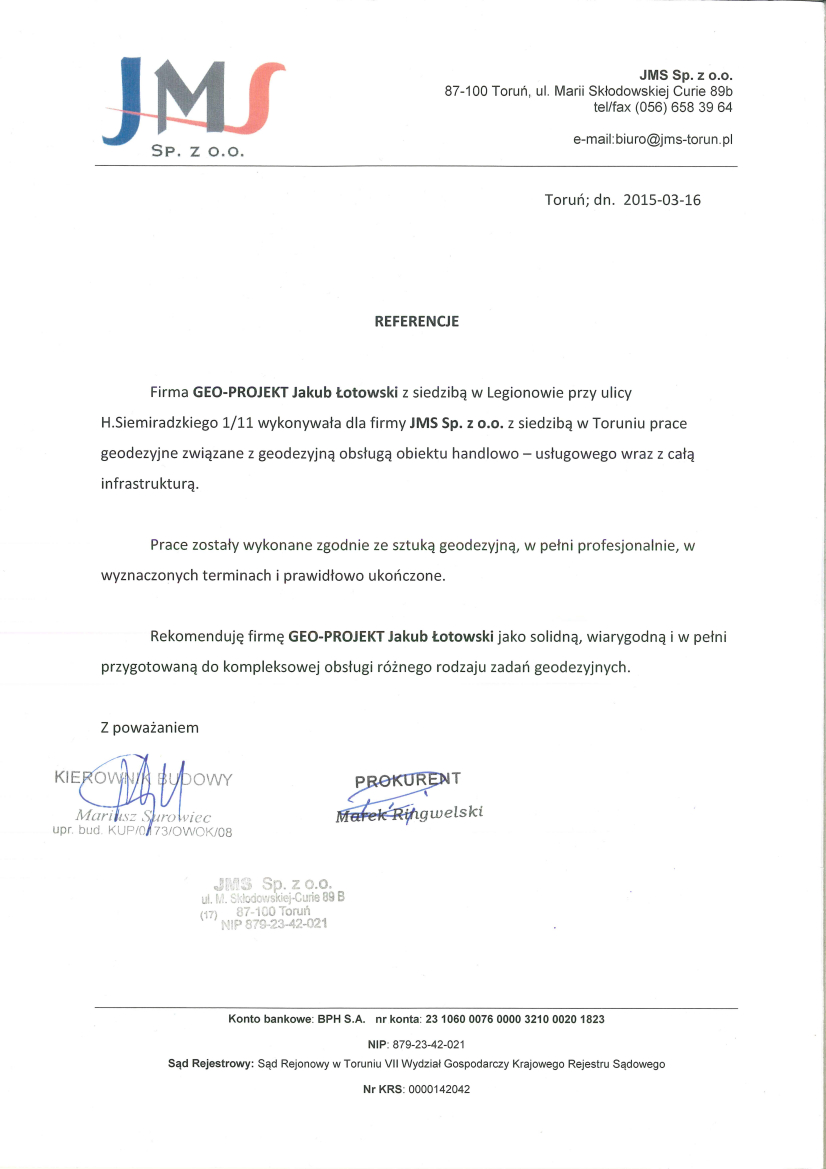 JMS
SP. Z O.O.
JMS Sp. z o.o.
87-100 Toruń, ul. Marii Skłodowskiej Curie 89b
tel/fax (056) 658 39 64
e-mail:biuro@jms-torun.pl
Toruń; dn. 2015-03-16
REFERENCJE
Firma GEO-PROJEKT Jakub Łotowski z siedzibą w Legionowie przy ulicy
H.Siemiradzkiego 1/11 wykonywała dla firmy JMS Sp. z o.o. z siedzibą w Toruniu prace
geodezyjne związane z geodezyjną obsługą obiektu handlowo – usługowego wraz z całą
infrastrukturą.
Prace zostały wykonane zgodnie ze sztuką geodezyjną, w pełni profesjonalnie, w
wyznaczonych terminach i prawidłowo ukończone.
Rekomenduję firmę GEO-PROJEKT Jakub Łotowski jako solidną, wiarygodną i w pełni
przygotowaną do kompleksowej obsługi różnego rodzaju zadań geodezyjnych.
Z poważaniem
KIEROWNIK BUDOWY
Mariusz Surowiec
upr. bud. KUP/0173/OWOK/08
PROKURENT
Marek Ringwelski
JMS Sp. z o.o.
ul. M. Skłodowskiej-Curie 89 B
(17) 87-100 Toruń
NIP 879-23-42-021
Konto bankowe: BPH S.A. nr konta: 23 1060 0076 0000 3210 0020 1823
NIP: 879-23-42-021
Sąd Rejestrowy: Sąd Rejonowy w Toruniu VII Wydział Gospodarczy Krajowego Rejestru Sądowego
Nr KRS: 0000142042